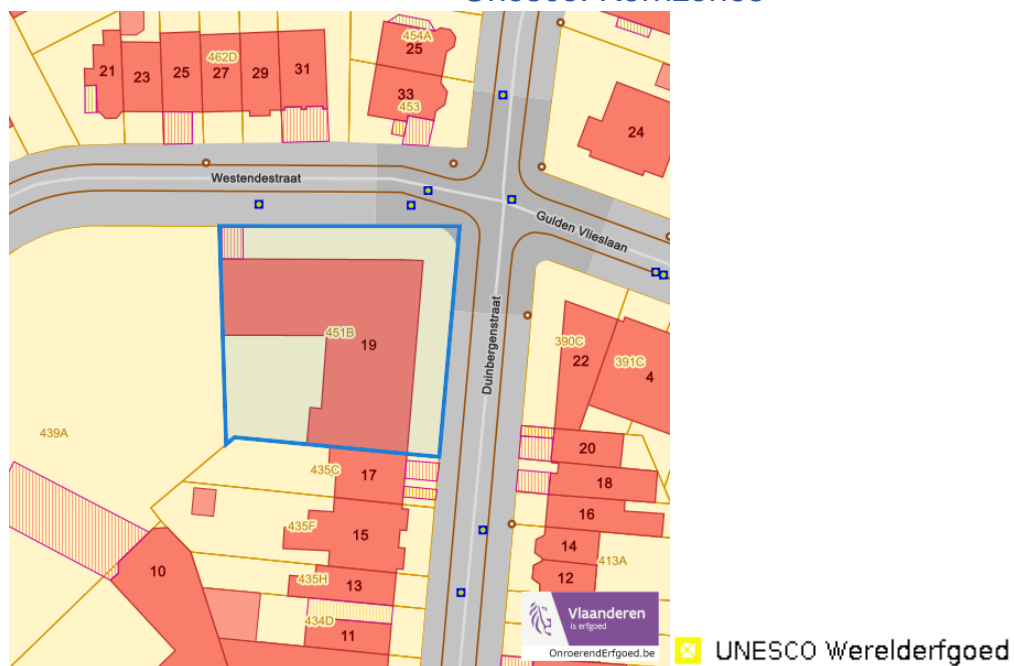 454A
25
462D
21
23
25
27
29
31
33
453
24
Westendestraat
Gulden Vlieslaan
451B
19
Duinbergenstraat
390C
22
391C
4
439A
20
435C
17
18
16
435F
15
14
413A
10
12
435H
13
434D
11
Vlaanderen
is erfgoed
OnroerendErfgoed.be
UNESCO Werelderfgoed